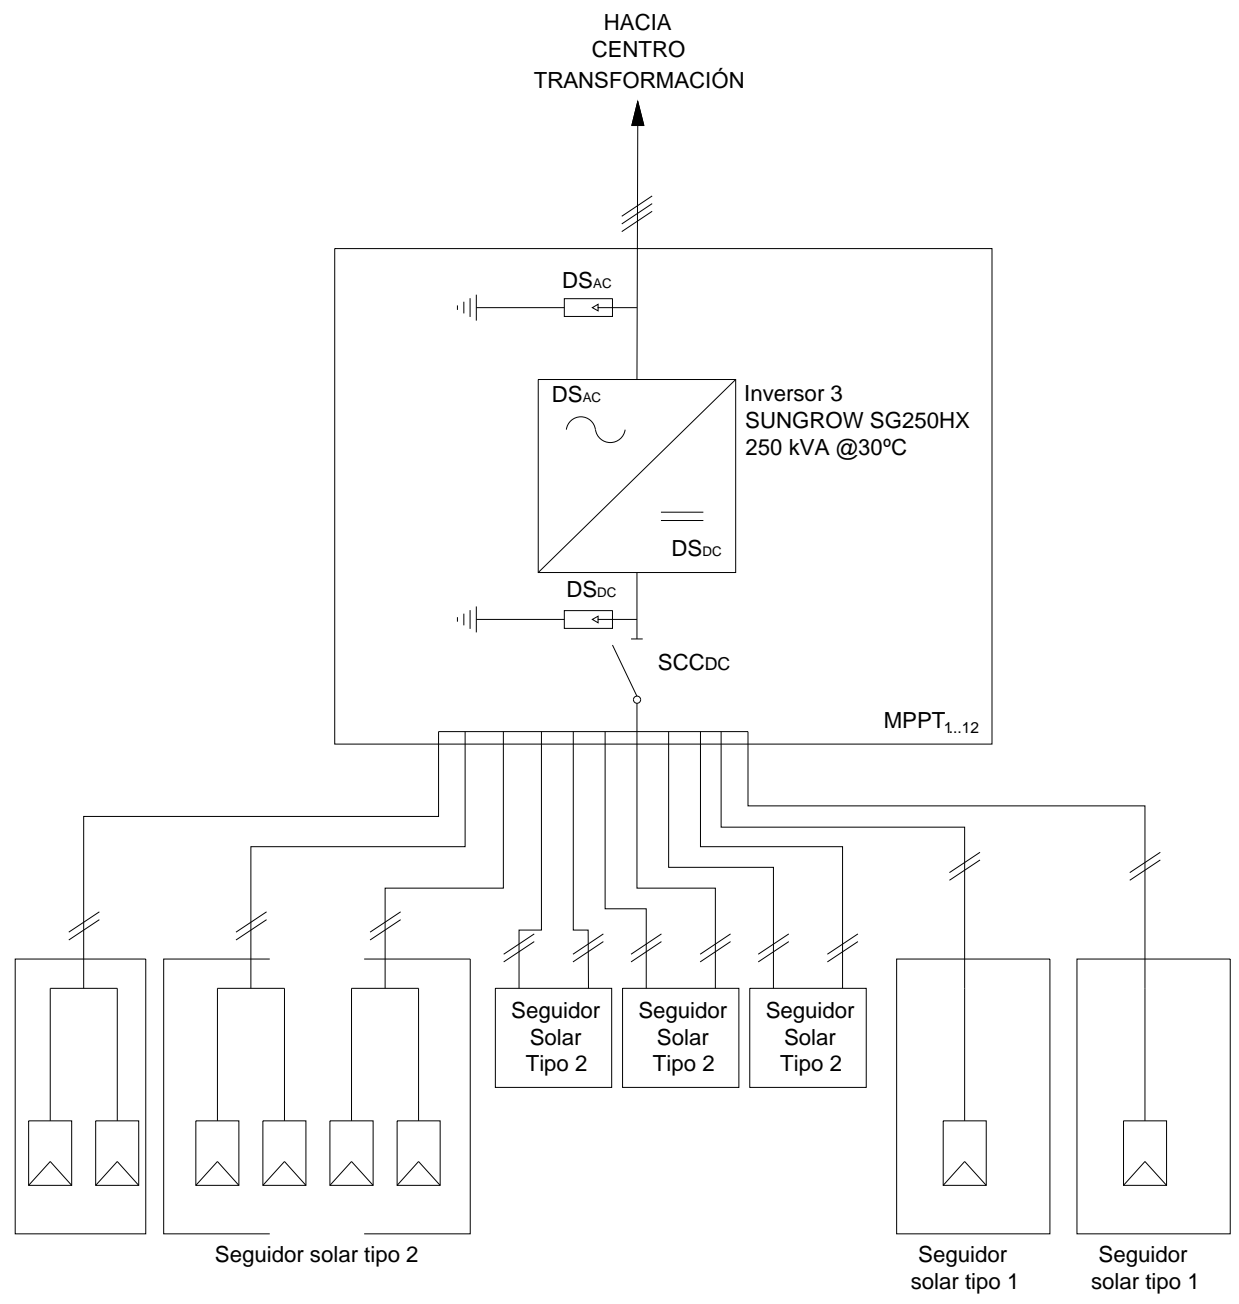 HACIA
CENTRO
TRANSFORMACIÓN
DSAC
DSAC
Inversor 3
SUNGROW SG250HX
250 kVA @30ºC
DSDC
DSDC
SCCDC
MPPT1...12
Seguidor
Solar
Tipo 2
Seguidor
Solar
Tipo 2
Seguidor
Solar
Tipo 2
Seguidor solar tipo 2
Seguidor
solar tipo 1
Seguidor
solar tipo 1